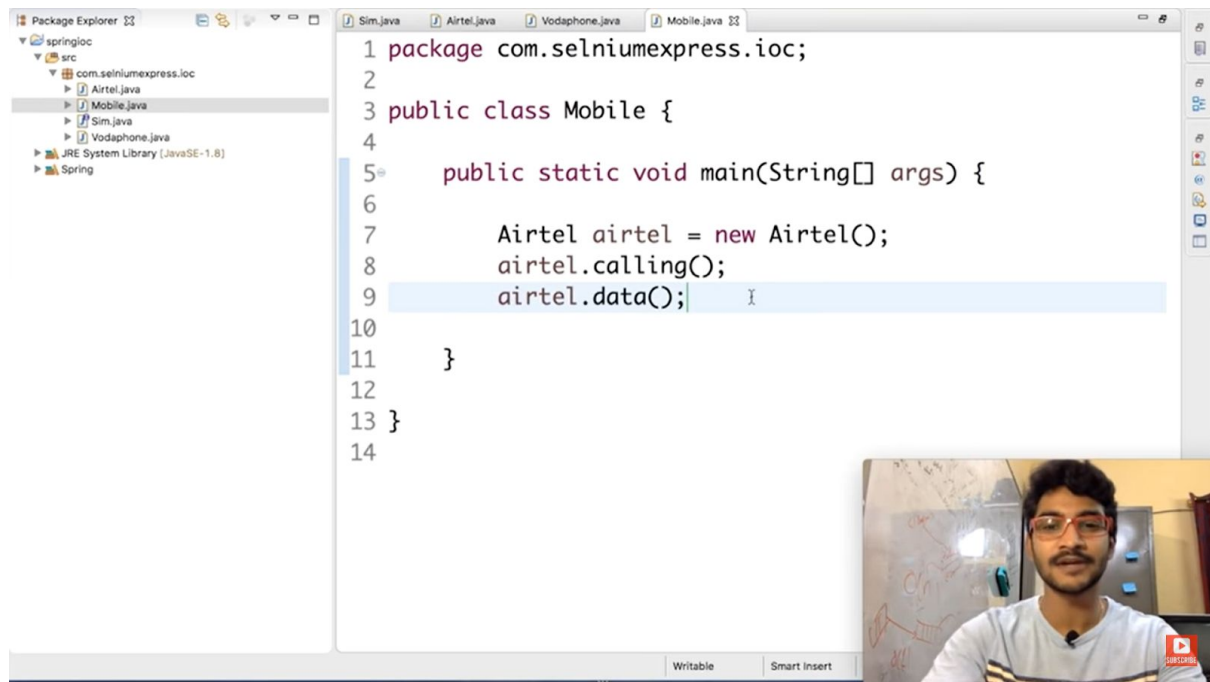 Package Explorer
springioc
src
com.selniumexpress.ioc
Airtel.java
Mobile.java
Sim.java
Vodaphone.java
JRE System Library [JavaSE-1.8]
Spring
Sim.java Airtel.java Vodaphone.java Mobile.java
1 package com.selniumexpress.ioc;
2
3 public class Mobile {
4
5 public static void main(String[] args) {
6
7 Airtel airtel = new Airtel();
8 airtel.calling();
9 airtel.data();
10
11 }
12
13 }
14
Writable Smart Insert
SUBSCRIBE